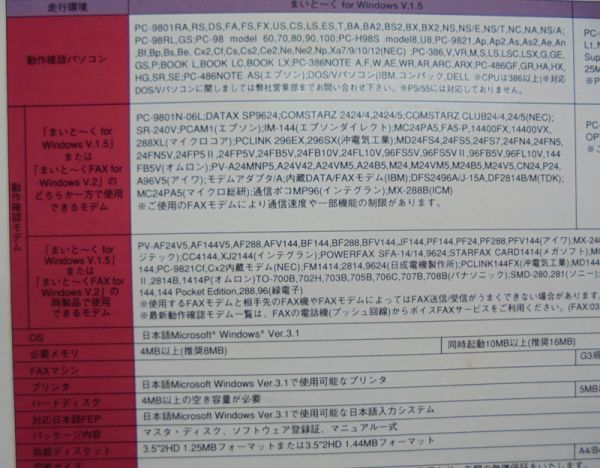 走行環境
まいと〜く for Windows V.1.5
動作確認パソコン
PC-9801RA,RS,DS,FA,FS,FX,US,CS,LS,ES,T,BA,BA2,BS2,BX,BX2,NS,NS/E,NS/T,NC,NA,NS/A;
PC-98RL,GS;PC-98 model 60,70,80,90,100;PC-H98S model8,U8;PC-9821,Ap,Ap2,As,As2,Ae,An
,Bf,Bp,Bs,Be,Cx2,Cf,Cs,Cs2,Ce2,Ne,Ne2,Np,Xa7/9/10/12(NEC) ;PC-386,V,VR,M,S,LS,LSC,LSX,G,GE
GS,P;BOOK L,BOOK LC,BOOK LX;PC-386NOTE A,F,W,AE,WR,AR,ARC,ARX;PC-486GF,GR,HA,HX,
HG,SR,SE;PC-486NOTE AS(エプソン);DOS/Vパソコン(IBM,コンパック,DELL ※CPUは386以上)※対応
DOS/Vパソコンに関しましては弊社営業部までお問い合わせ下さい。※PS/55には対応しておりません。
動作確認モデム
「まいと〜く for
Windows V.1.5」
または
「まいと〜くFAX for
Windows V.2」の
どちらか一方で使用
できるモデム
PC-9801N-06L;DATAX SP9624;COMSTARZ 2424/4,2424/5;COMSTARZ CLUB24/4,24/5(NEC);
SR-240V;PCAM1(エプソン);IM-144(エプソンダイレクト);MC24PA5,FA5-P,14400FX,14400VX,
288XL(マイクロコア);PCLINK 296EX,296SX(沖電気工業);MD24FS4,24FS5,24FS7,24FN4,24FN5,
24FN5V,24FP5 II,24FP5V,24FB5V,24FB10V,24FL10V,96FS5V,96FS5V II,96FB5V,96FL10V,144
FB5V(オムロン);PV-A24MNP5,A24V42,A24V42A5,A24B5,M24,M24VM5,M24B5,M24V5,CN24,P24,
A96V5(アイワ);モデムアダプタ/A;内蔵DATA/FAXモデム(IBM);DFS2496A/J-15A,DF2814B/M(TDK);
MC24PA5(マイクロ総研);通信ボコMP96(インテグラン);MX-288B(ICM)
※ご使用のFAXモデムにより通信速度や一部機能の制限があります。
「まいと〜く for
Windows V.1.5」
または
「まいと〜くFAX for
Windows V.2」の
両製品で使用
できるモデム
PV-AF24V5,AF144V5,AF288,AFV144,BF144,BF288,BFV144,JF144,PF144,PF24,PF288,PFV144(アイワ);MX-240
ジテック);CC4144,XJ2144(インテグラン);POWERFAX SFA-14/14,9624,STARFAX CARD1414(メガソフト);MC
144;PC-9821Cf,Cx2内蔵モデム(NEC);FM1414,2814,9624(日成電機製作所);PCLINK144FX(沖電気工業);MD144
II,2814B,1414P(オムロン)TO-700B,702H,703B,705B,706C,707B,708B(パナソニック);SMD-280,281(ソニー);
144,144 Pocket Edition,288,96(緑電子)
※使用するFAXモデムと相手先のFAX機やFAXモデムによってはFAX送信/受信がうまくできない場合があります
※最新動作確認モデム一覧は、FAXの電話機(プッシュ回線)からボイスFAXサービスをご利用ください。(FAX:03
OS
日本語Microsoft® Windows® Ver.3.1
必要メモリ
4MB以上(推奨8MB)
同時起動10MB以上(推奨16MB)
FAXマシン
G3規
プリンタ
日本語Microsoft Windows Ver.3.1で使用可能なプリンタ
ハードディスク
4MB以上の空き容量が必要
5MB
対応日本語FEP
日本語Microsoft Windows Ver.3.1で使用可能な日本語入力システム
パッケージ内容
マスタ・ディスク、ソフトウェア登録証、マニュアル一式
供給ディスケット
3.5"2HD 1.25MBフォーマットまたは3.5"2HD 1.44MBフォーマット
A4/B4